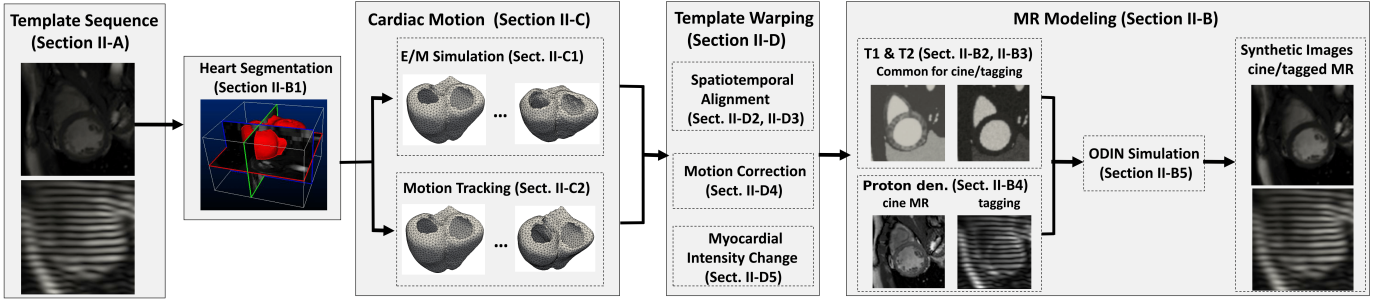 Template Sequence
(Section II-A)
Heart Segmentation
(Section II-B1)
Cardiac Motion (Section II-C)
E/M Simulation (Sect. II-C1)
...
Motion Tracking (Sect. II-C2)
...
Template Warping
(Section II-D)
Spatiotemporal
Alignment
(Sect. II-D2, II-D3)
Motion Correction
(Sect. II-D4)
Myocardial
Intensity Change
(Sect. II-D5)
MR Modeling (Section II-B)
T1 & T2 (Sect. II-B2, II-B3)
Common for cine/tagging
Proton den. (Sect. II-B4)
cine MR tagging
ODIN Simulation
(Section II-B5)
Synthetic Images
cine/tagged MR